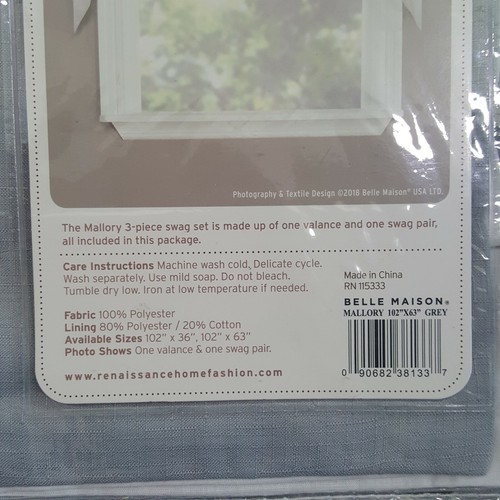 Photography & Textile Design ©2018 Belle Maison® USA LTD.
The Mallory 3-piece swag set is made up of one valance and one swag pair,
all included in this package.
Care Instructions Machine wash cold, Delicate cycle.
Wash separately. Use mild soap. Do not bleach.
Tumble dry low. Iron at low temperature if needed.
Fabric 100% Polyester
Lining 80% Polyester / 20% Cotton
Available Sizes 102" x 36", 102" x 63"
Photo Shows One valance & one swag pair.
www.renaissancehomefashion.com
Made in China
RN 115333
BELLE MAISON®
MALLORY 102"X63" GREY
0 90682 38133 7